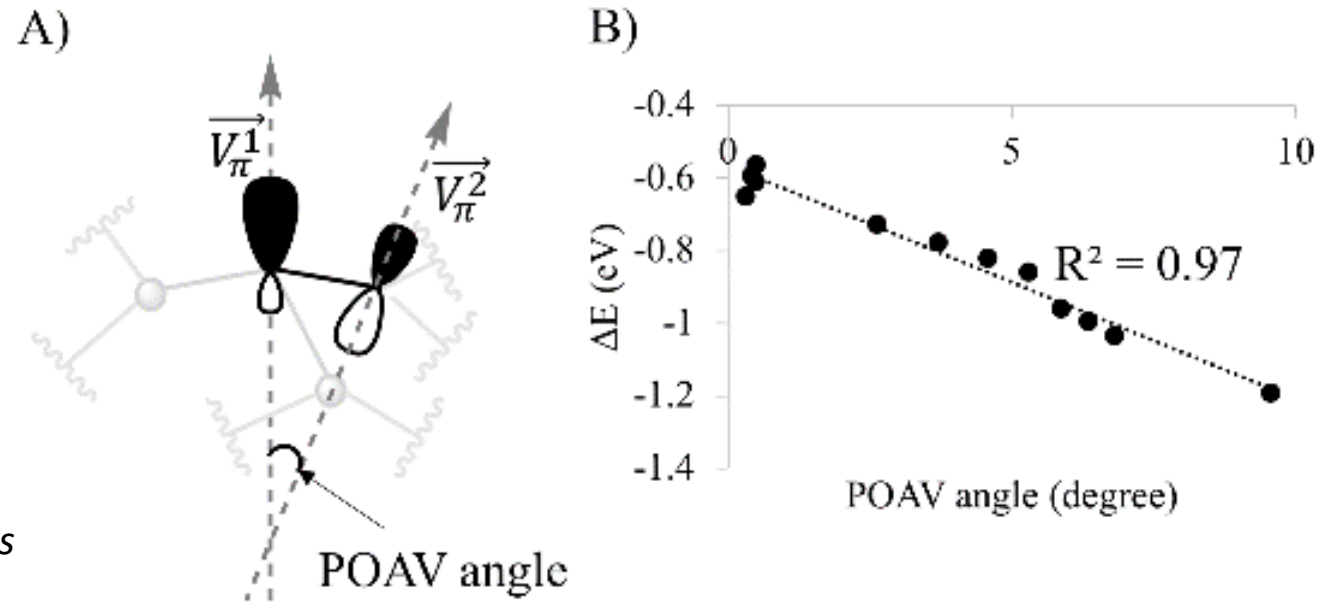 A)
V⃗π¹
V⃗π²
s
POAV angle
B)
-0.4
0 5 10
-0.6
-0.8
R² = 0.97
-1
-1.2
-1.4
ΔE (eV)
POAV angle (degree)